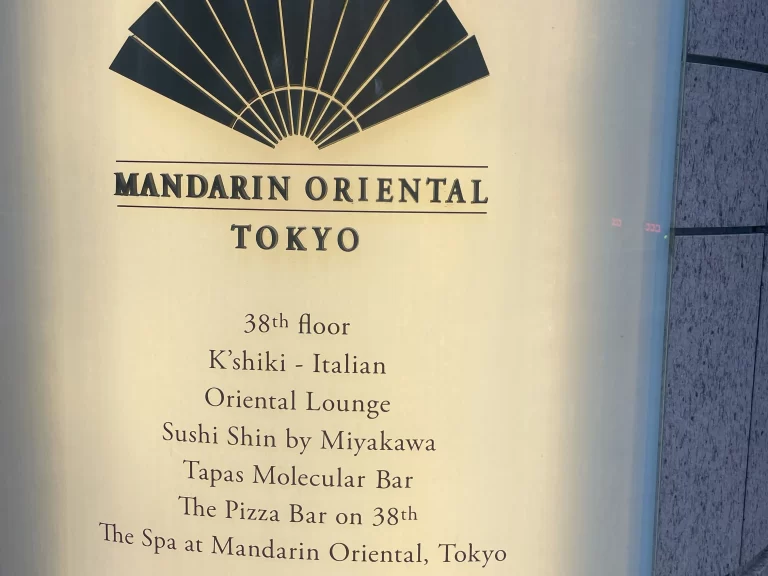 MANDARIN ORIENTAL
TOKYO
38th floor
K'shiki - Italian
Oriental Lounge
Sushi Shin by Miyakawa
Tapas Molecular Bar
The Pizza Bar on 38th
The Spa at Mandarin Oriental, Tokyo